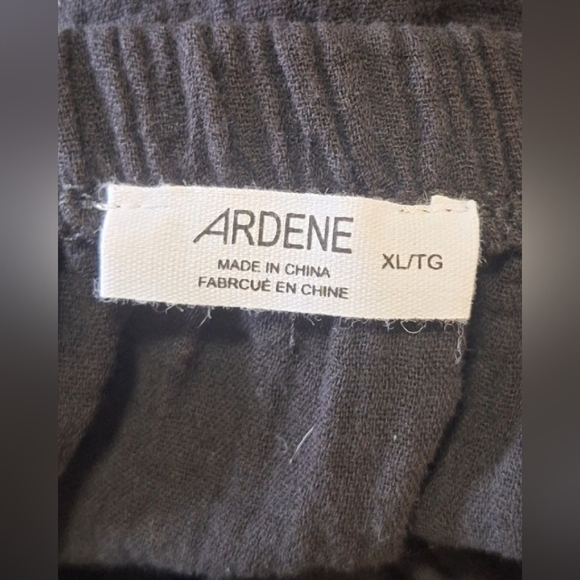 ARDENE
XL/TG
MADE IN CHINA
FABRCUÉ EN CHINE